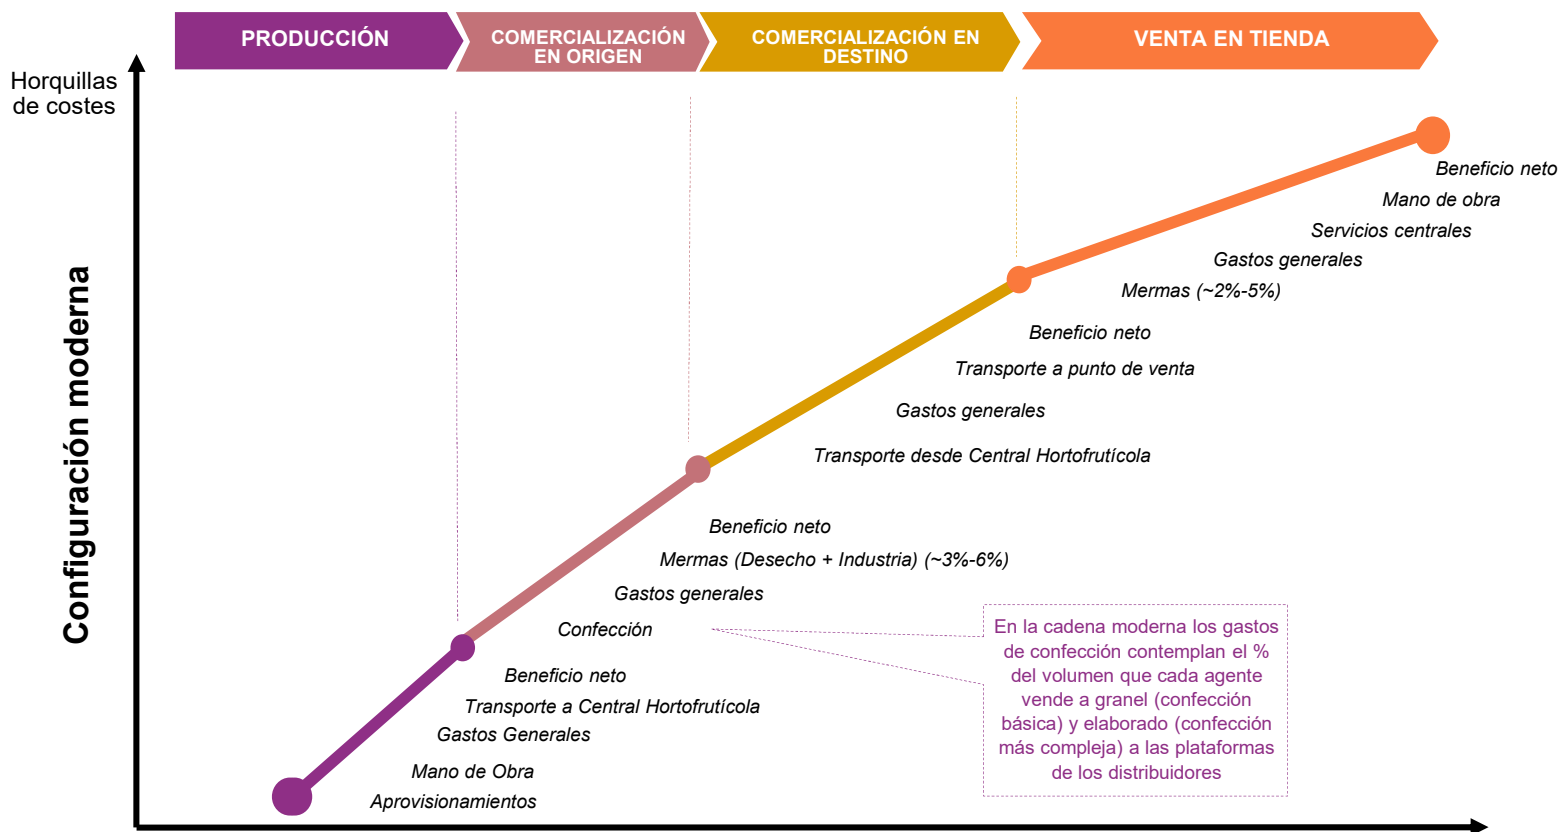 PRODUCCIÓN
COMERCIALIZACIÓN
EN ORIGEN
COMERCIALIZACIÓN EN
DESTINO
VENTA EN TIENDA
Horquillas
de costes
Configuración moderna
Beneficio neto
Mano de obra
Servicios centrales
Gastos generales
Mermas (~2%-5%)
Beneficio neto
Transporte a punto de venta
Gastos generales
Transporte desde Central Hortofrutícola
Beneficio neto
Mermas (Desecho + Industria) (~3%-6%)
Gastos generales
Confección
Beneficio neto
Transporte a Central Hortofrutícola
Gastos Generales
Mano de Obra
Aprovisionamientos
En la cadena moderna los gastos
de confección contemplan el %
del volumen que cada agente
vende a granel (confección
básica) y elaborado (confección
más compleja) a las plataformas
de los distribuidores